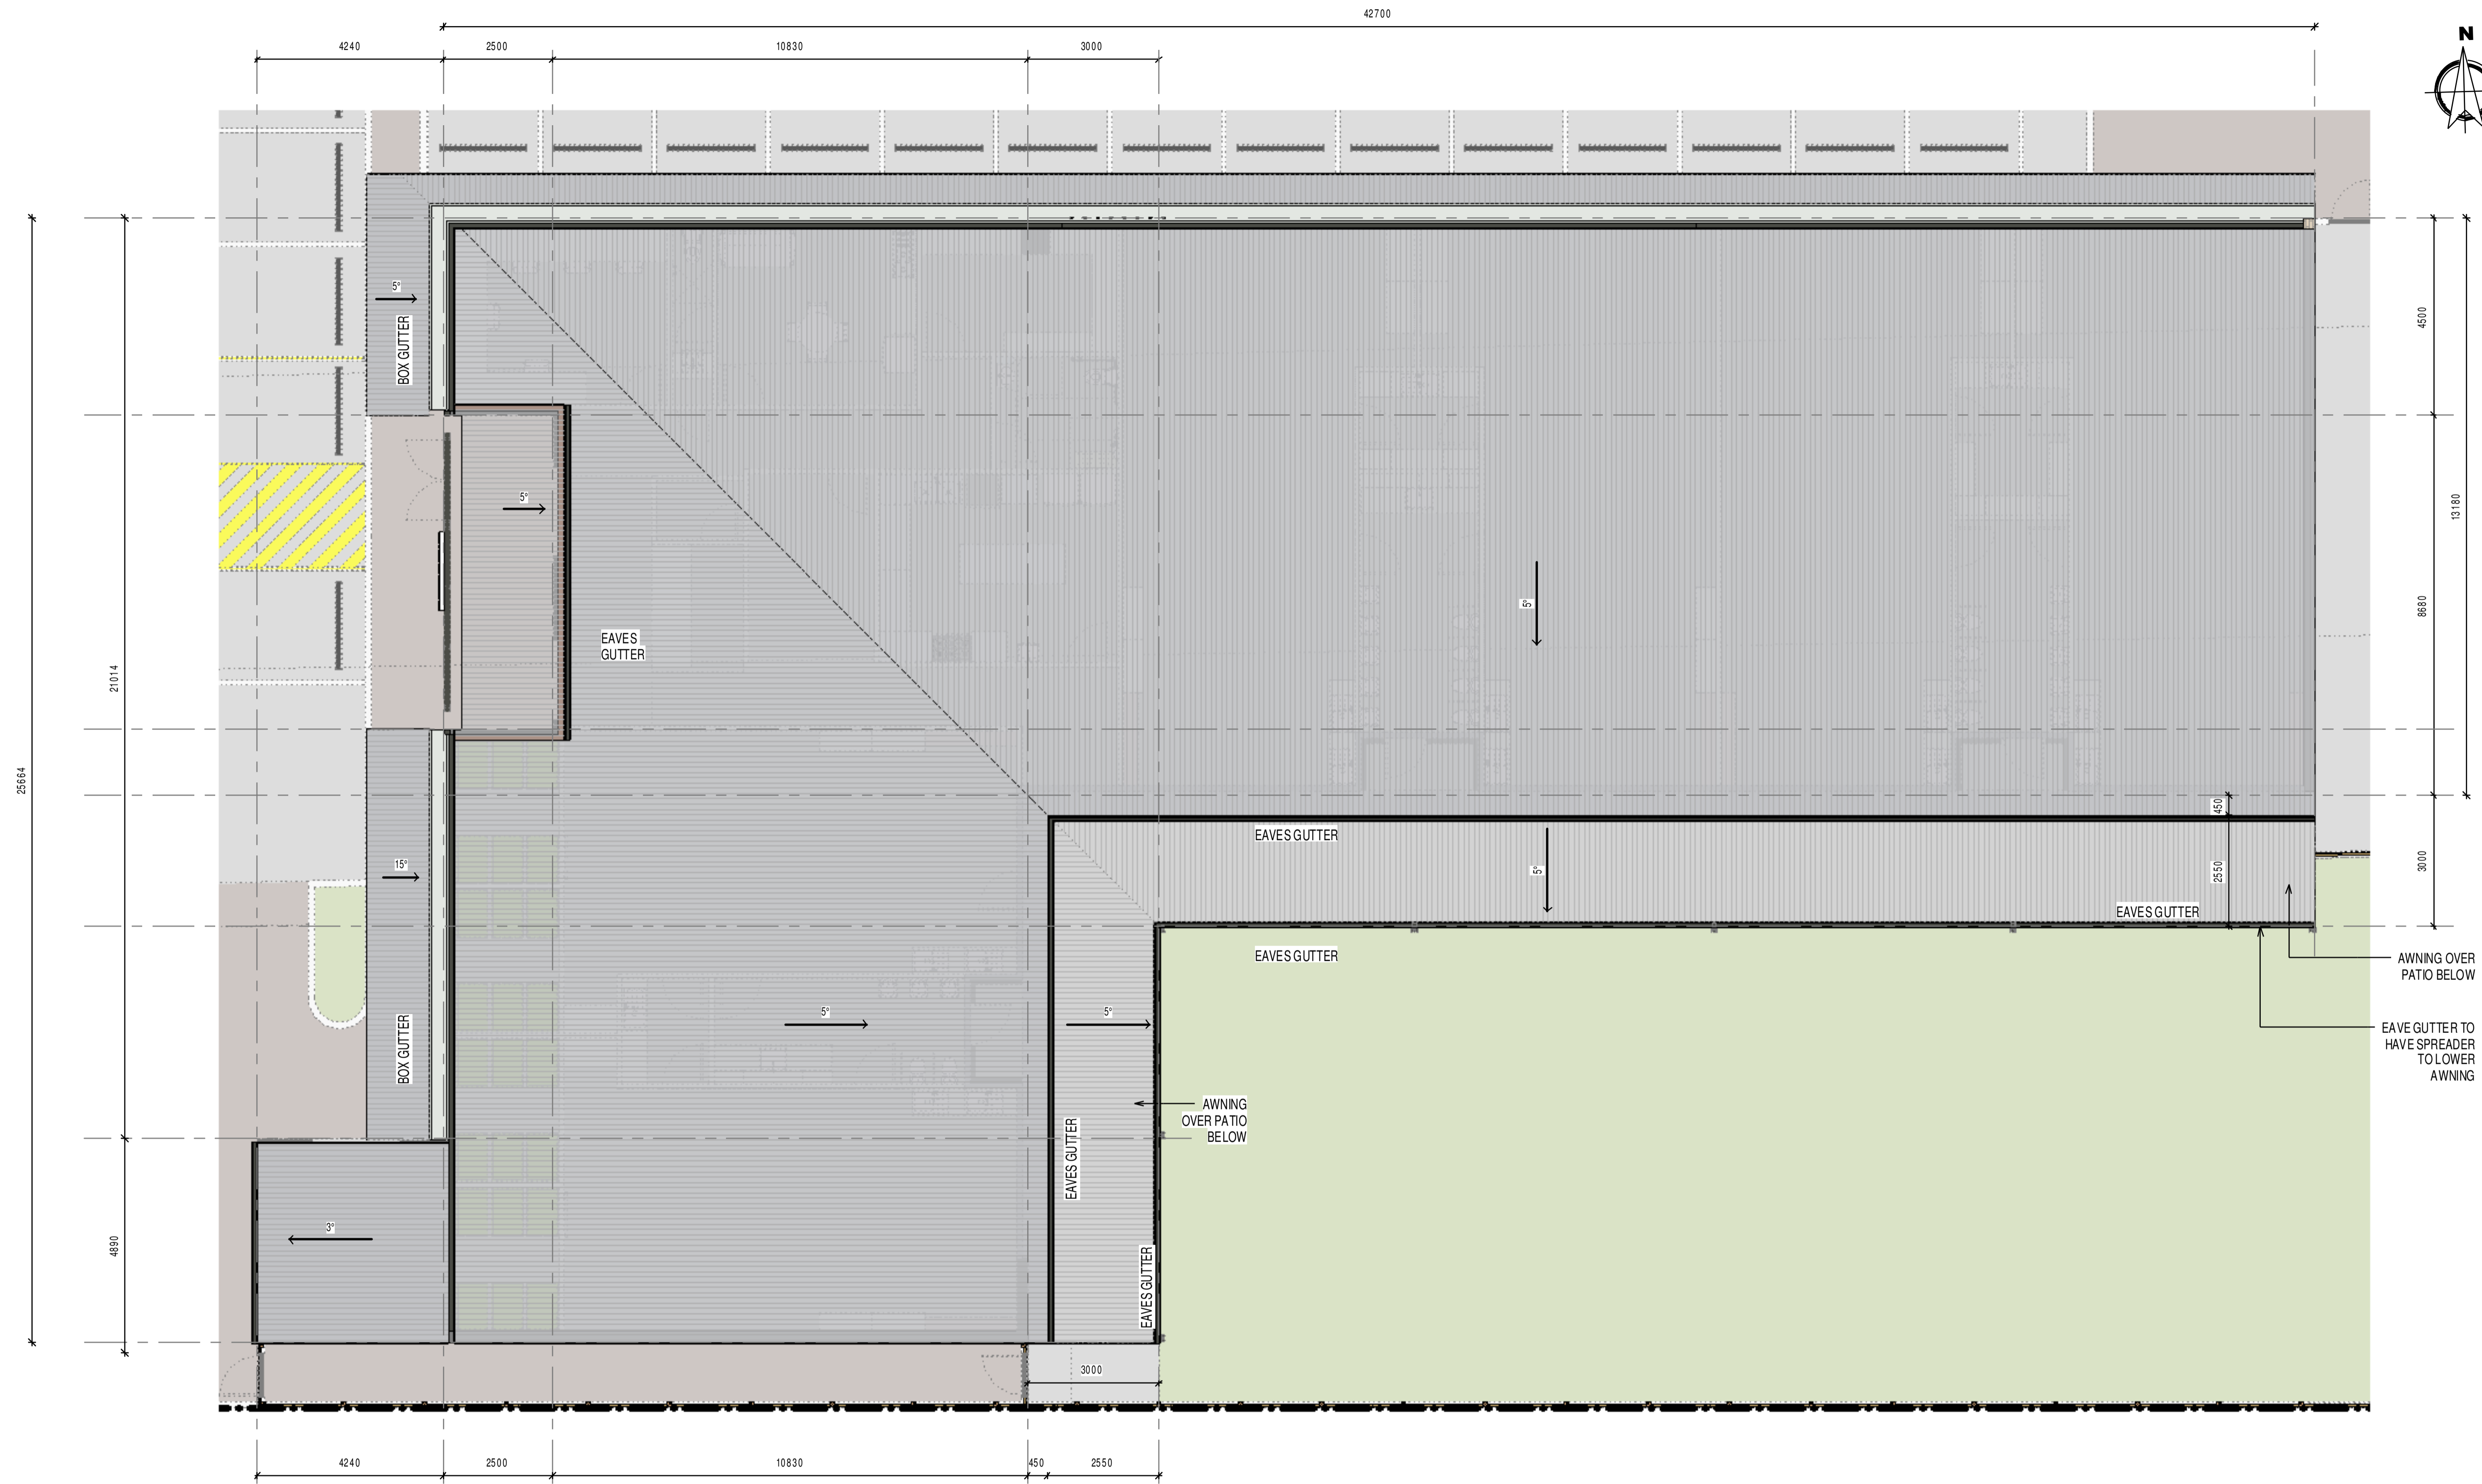 42700
4240
2500
10830
3000
N
5°
BOX GUTTER
4500
5°
13180
EAVES
GUTTER
5°
8680
21014
25664
450
EAVES GUTTER
15°
5°
2550
3000
EAVES GUTTER
EAVES GUTTER
AWNING OVER
PATIO BELOW
BOX GUTTER
5°
5°
EAVE GUTTER TO
HAVE SPREADER
TO LOWER
AWNING
AWNING
OVER PATIO
BELOW
EAVES GUTTER
3°
4890
EAVES GUTTER
3000
4240
2500
10830
450
2550